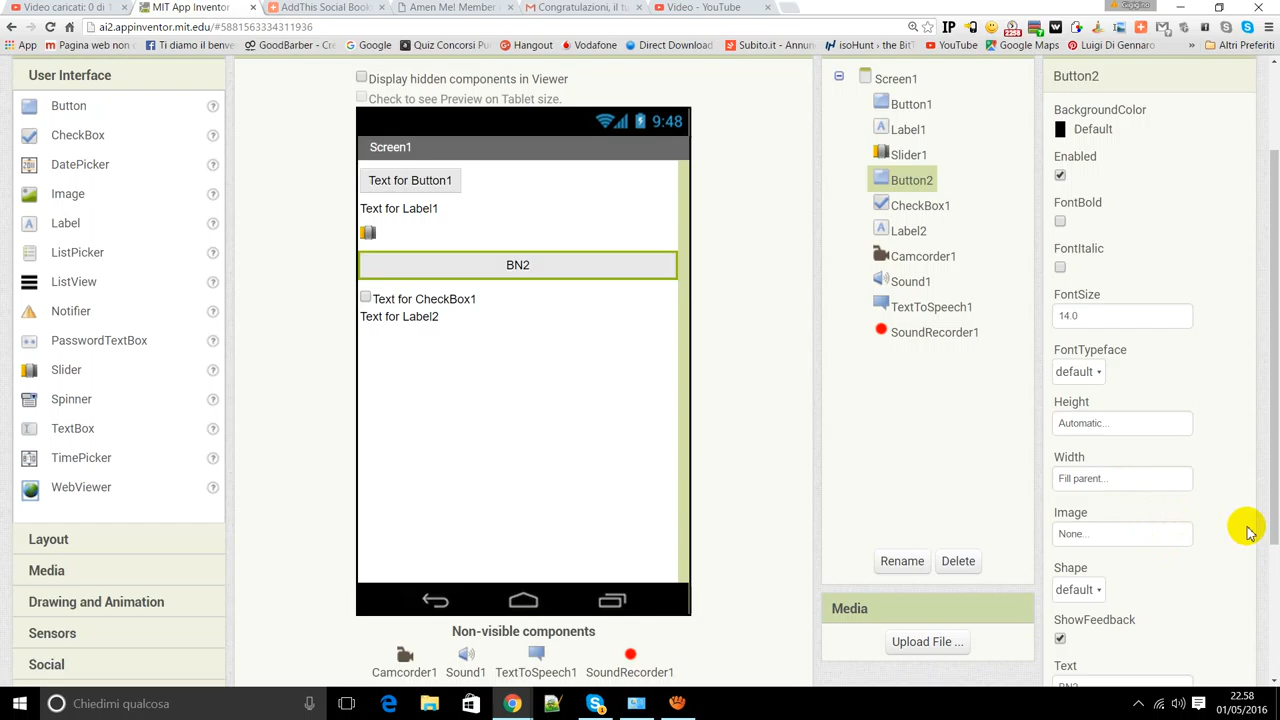 Video caricati: 0 di 1
MIT App Inventor
AddThis Social Book
Amen Me! Member
Congratulazioni, il tu
Video - YouTube
ai2.appinventor.mit.edu/#5881563334311936
App
Pagina web non
Ti diamo il benve
GoodBarber - Create
Google
Quiz Concorsi Pub
Hangout
Vodafone
Direct Download
Subito.it - Annun
isoHunt - the BitT
YouTube
Google Maps
Luigi Di Gennaro
»
Altri Preferiti
User Interface
Button
CheckBox
DatePicker
Image
Label
ListPicker
ListView
Notifier
PasswordTextBox
Slider
Spinner
TextBox
TimePicker
WebViewer
Layout
Media
Drawing and Animation
Sensors
Social
Display hidden components in Viewer
Check to see Preview on Tablet size.
9:48
Screen1
Text for Button1
Text for Label1
BN2
Text for CheckBox1
Text for Label2
Non-visible components
Camcorder1
Sound1
TextToSpeech1
SoundRecorder1
Screen1
Button1
Label1
Slider1
Button2
CheckBox1
Label2
Camcorder1
Sound1
TextToSpeech1
SoundRecorder1
Rename
Delete
Media
Upload File ...
Button2
BackgroundColor
Default
Enabled
FontBold
FontItalic
FontSize
14.0
FontTypeface
default
Height
Automatic...
Width
Fill parent...
Image
None...
Shape
default
ShowFeedback
Text
Chiedimi qualcosa
22.58
01/05/2016